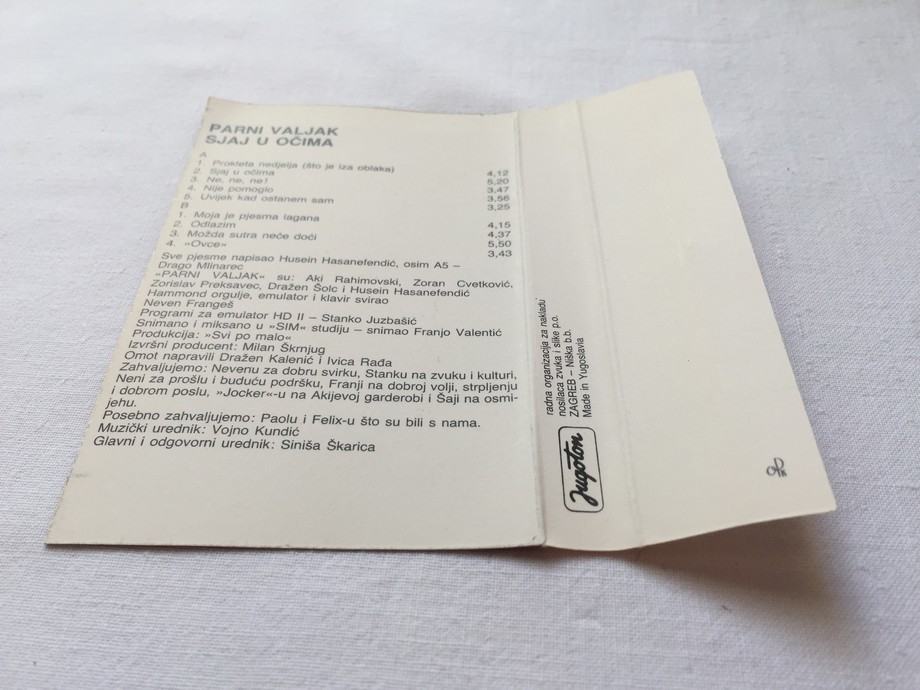 PARNI VALJAK
SJAJ U OČIMA
A
1. Prokleta nedjelja (što je iza oblaka) 4,12
2. Sjaj u očima 5,20
3. Ne, ne, ne! 3,47
4. Nije pomoglo 3,56
5. Uvijek kad ostanem sam 3,25
B
1. Moja je pjesma lagana 4,15
2. Odlazim 4,37
3. Možda sutra neće doći 5,50
4. »Ovce« 3,43
Sve pjesme napisao Husein Hasanefendić, osim A5 –
Drago Mlinarec
»PARNI VALJAK« su: Aki Rahimovski, Zoran Cvetković,
Zorislav Preksavec, Dražen Šolc i Husein Hasanefendić
Hammond orgulje, emulator i klavir svirao
Neven Frangeš
Programi za emulator HD II – Stanko Juzbašić
Snimano i miksano u »SIM« studiju – snimao Franjo Valentić
Produkcija: »Svi po malo«
Izvršni producent: Milan Škrnjug
Omot napravili Dražen Kalenić i Ivica Rađa
Zahvaljujemo: Nevenu za dobru svirku, Stanku na zvuku i kulturi,
Neni za prošlu i buduću podršku, Franji na dobroj volji, strpljenju
i dobrom poslu, »Jocker«-u na Akijevoj garderobi i Šaji na osmi-
jehu.
Posebno zahvaljujemo: Paolu i Felix-u što su bili s nama.
Muzički urednik: Vojno Kundić
Glavni i odgovorni urednik: Siniša Škarica
Jugoton
radna organizacija za nakladu
nosilaca zvuka i slike p.o.
ZAGREB – Niška b.b.
Made in Yugoslavia